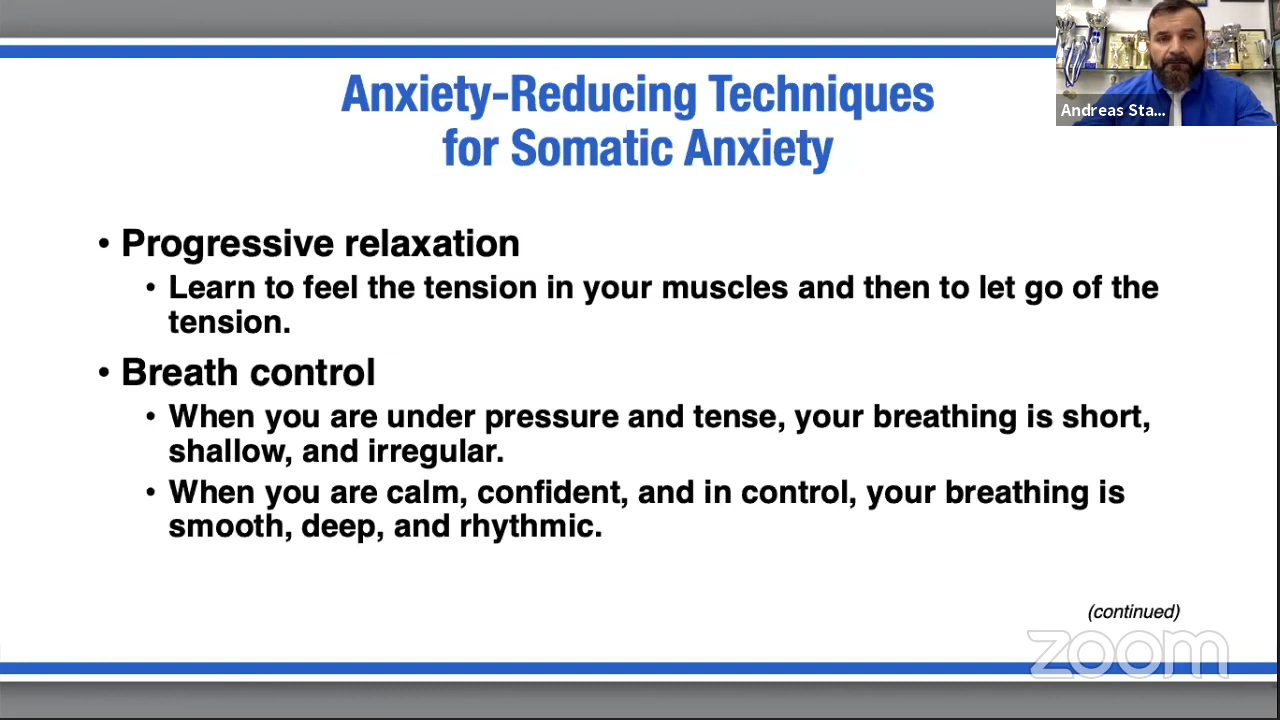 Anxiety-Reducing Techniques
for Somatic Anxiety
Andreas Sta...
• Progressive relaxation
• Learn to feel the tension in your muscles and then to let go of the
tension.
• Breath control
• When you are under pressure and tense, your breathing is short,
shallow, and irregular.
• When you are calm, confident, and in control, your breathing is
smooth, deep, and rhythmic.
(continued)
zoom